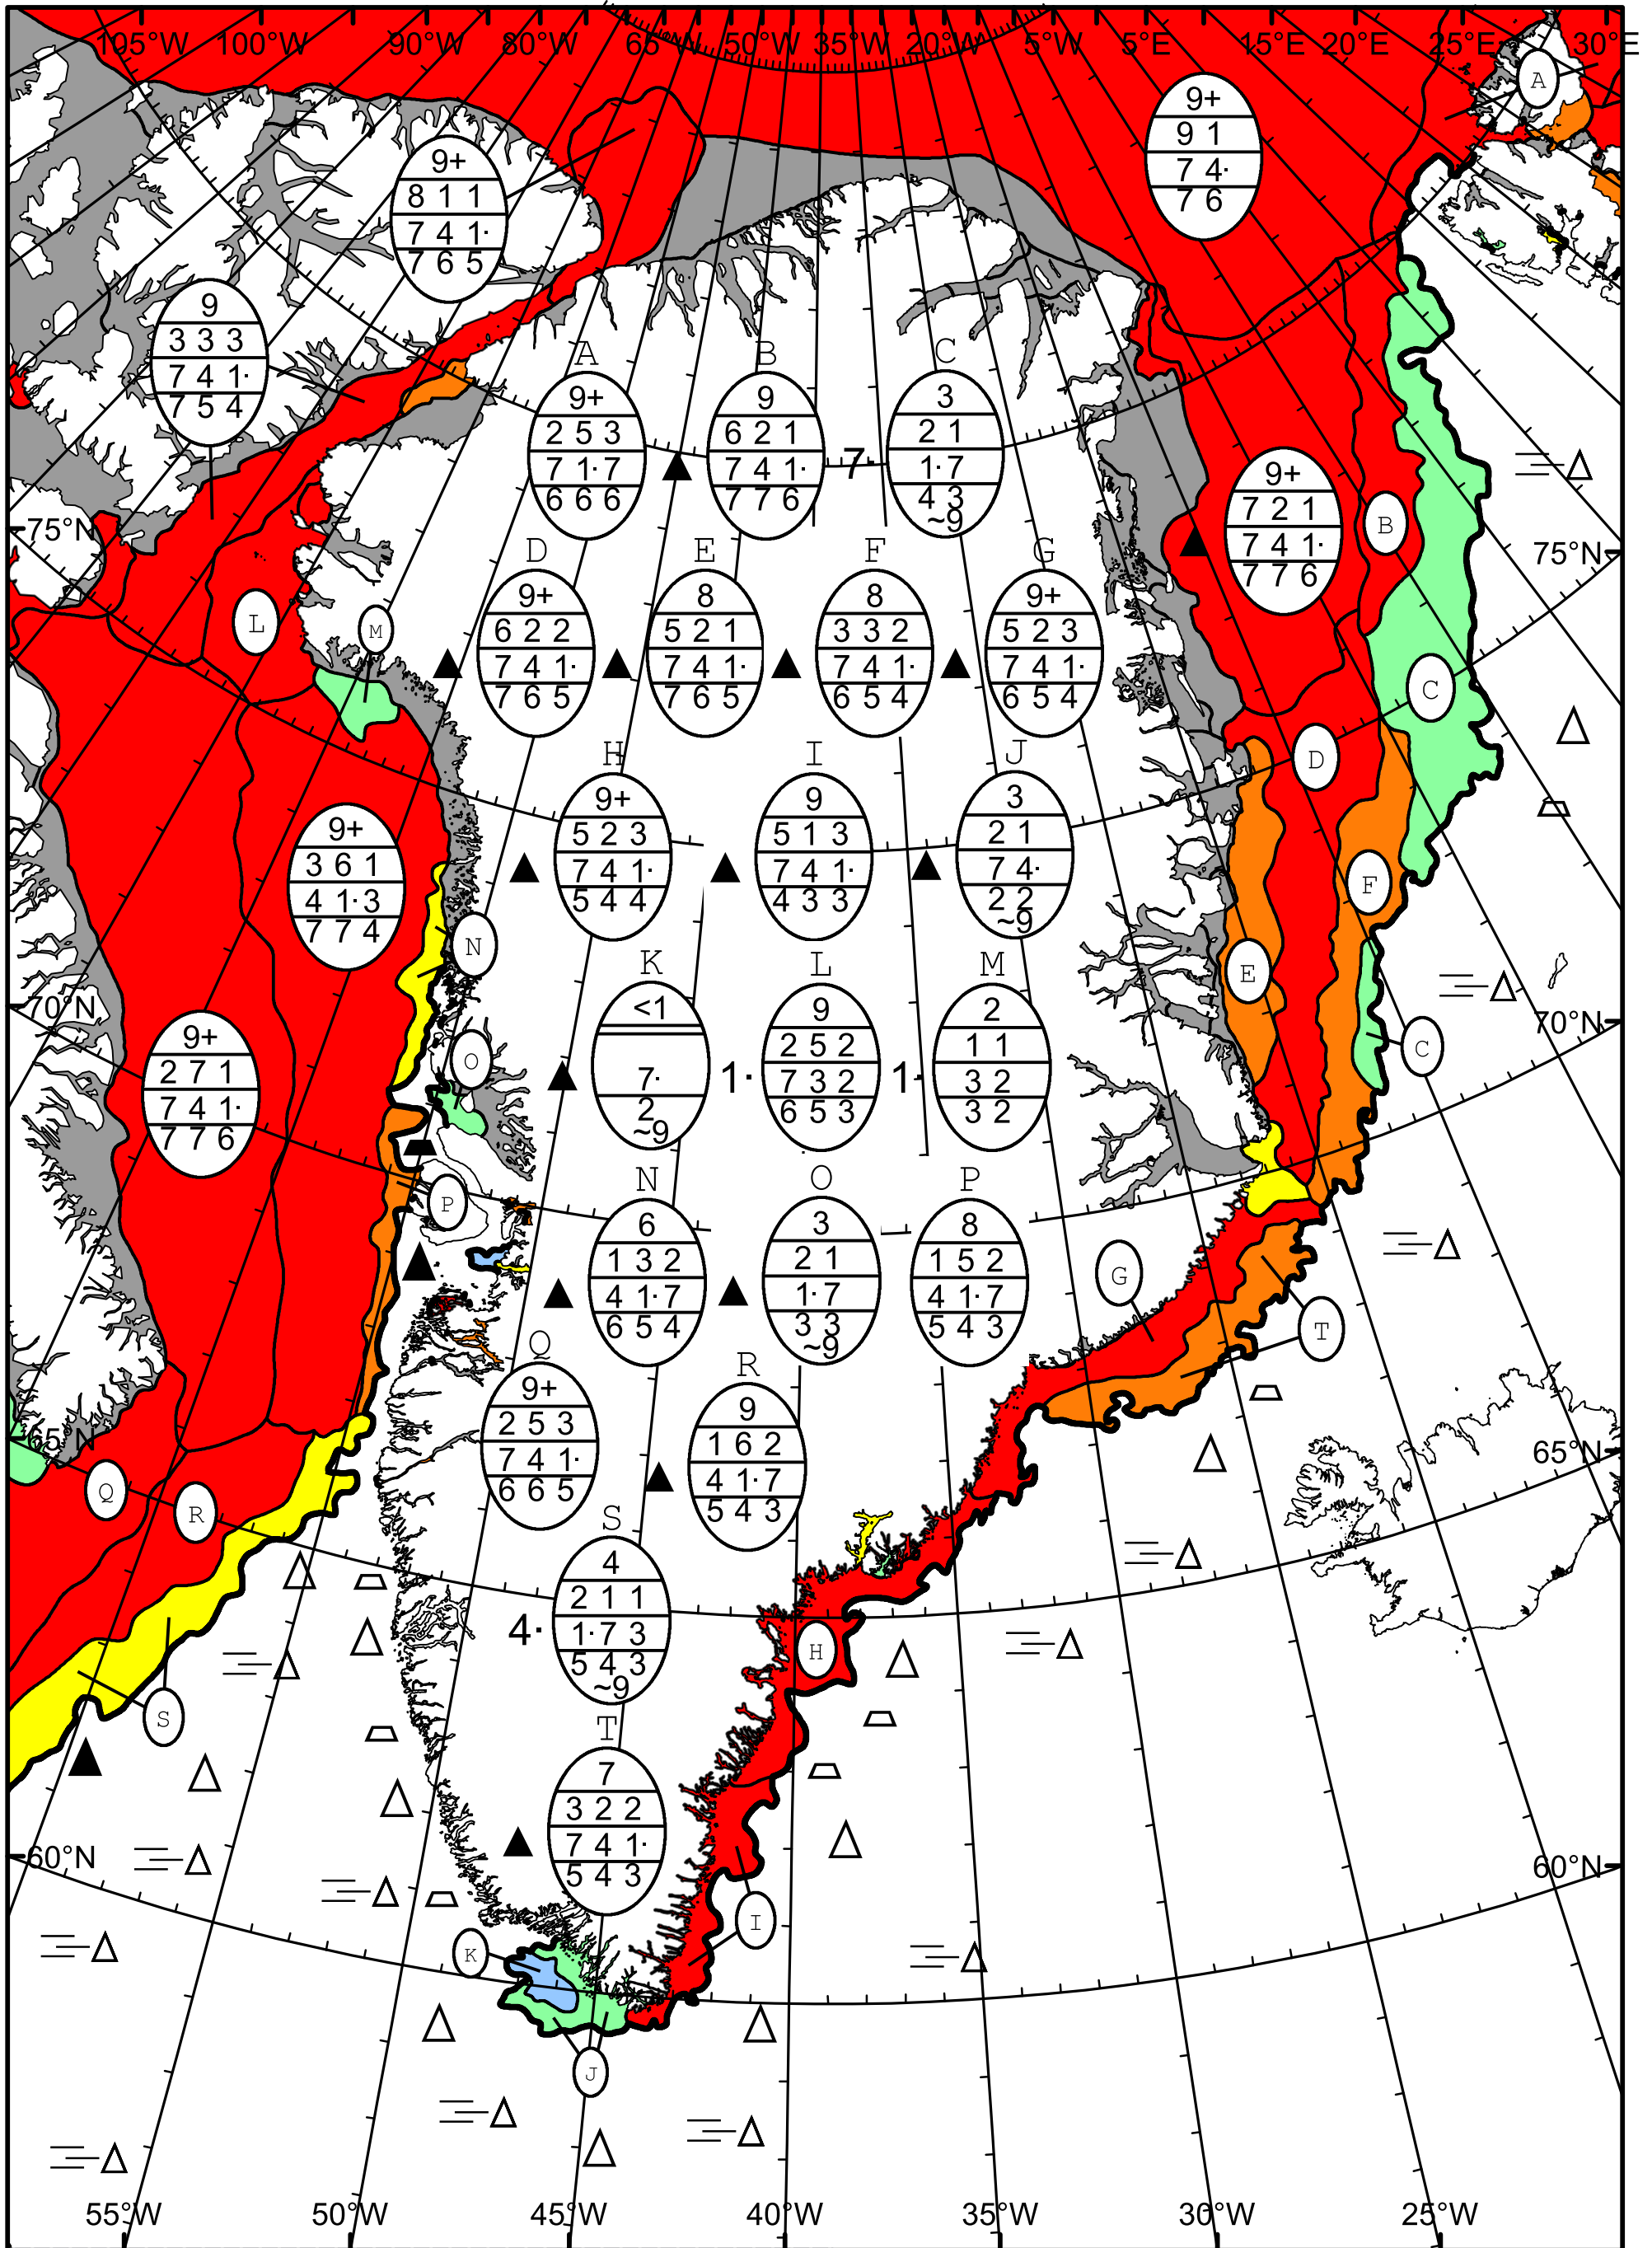 105°W 100°W 90°W 80°W 65°W 50°W 35°W 20°W 5°W 5°E 15°E 20°E 25°E 30°E
A
9+
9 1
7 4·
7 6
9+
8 1 1
7 4 1·
7 6 5
9
3 3 3
7 4 1·
7 5 4
A
9+
2 5 3
7 1·7
6 6 6
B
9
6 2 1
7 4 1·
7 7 6
7·
C
3
2 1
1·7
4 3
~9
9+
7 2 1
7 4 1·
7 7 6
B
75°N
75°N
D
9+
6 2 2
7 4 1·
7 6 5
E
8
5 2 1
7 4 1·
7 6 5
F
8
3 3 2
7 4 1·
6 5 4
G
9+
5 2 3
7 4 1·
6 5 4
L
M
C
D
H
9+
5 2 3
7 4 1·
5 4 4
I
9
5 1 3
7 4 1·
4 3 3
J
3
2 1
7 4·
2 2
~9
9+
3 6 1
4 1·3
7 7 4
F
N
E
K
<1
7·
2
~9
1·
L
9
2 5 2
7 3 2
6 5 3
1·
M
2
1 1
3 2
3 2
70°N
70°N
9+
2 7 1
7 4 1·
7 7 6
O
C
P
N
6
1 3 2
4 1·7
6 5 4
O
3
2 1
1·7
3 3
~9
P
8
1 5 2
4 1·7
5 4 3
G
T
Q
9+
2 5 3
7 4 1·
6 6 5
R
9
1 6 2
4 1·7
5 4 3
65°N
65°N
Q
R
S
4
2 1 1
1·7 3
5 4 3
~9
4·
H
S
T
7
3 2 2
7 4 1·
5 4 3
60°N
60°N
I
K
J
55°W 50°W 45°W 40°W 35°W 30°W 25°W